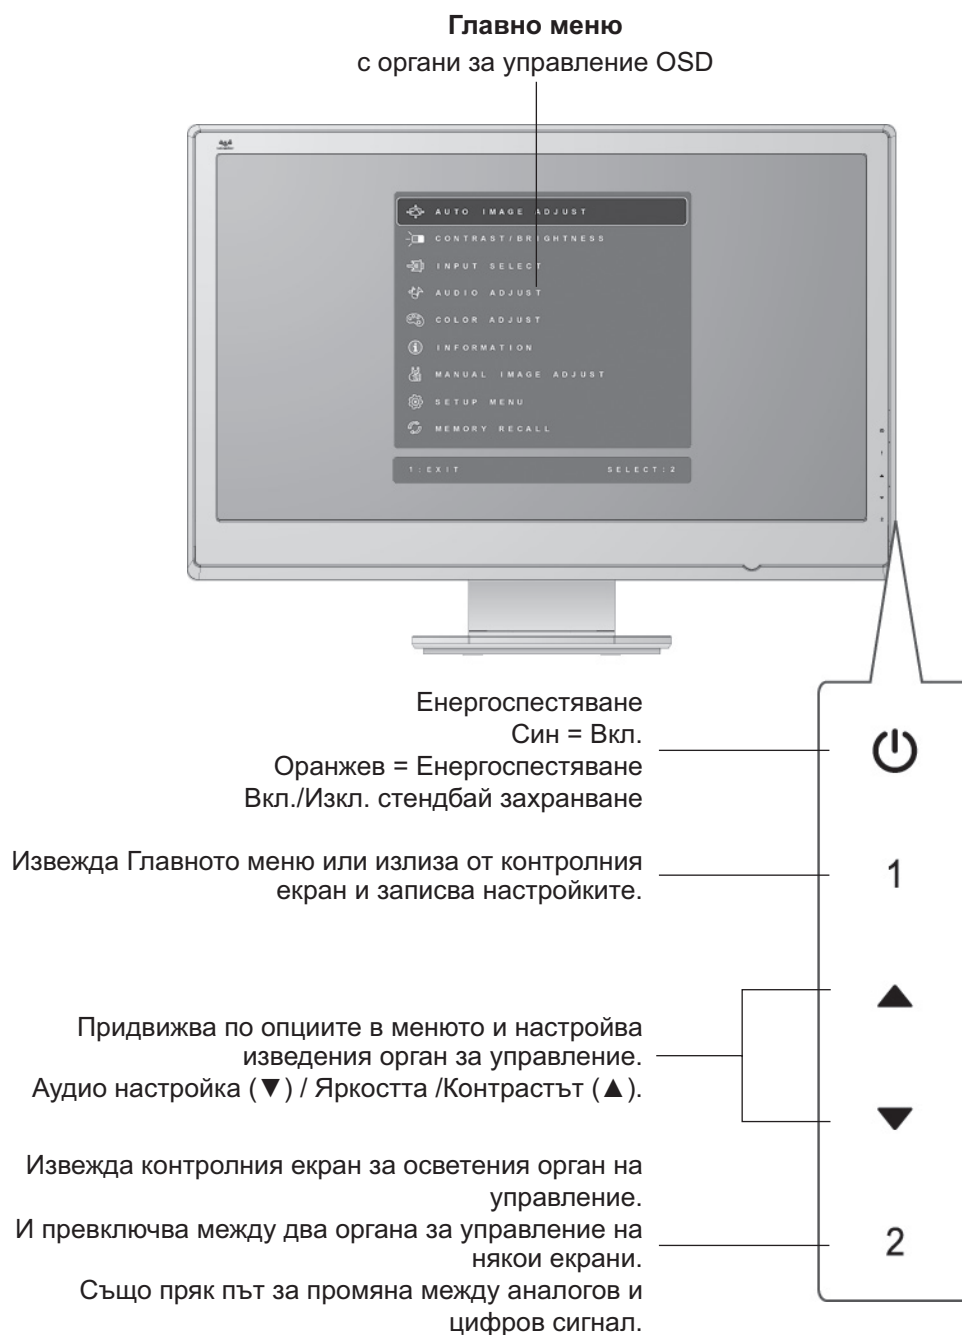 Главно меню
с органи за управление OSD
AUTO IMAGE ADJUST
CONTRAST/BRIGHTNESS
INPUT SELECT
AUDIO ADJUST
COLOR ADJUST
INFORMATION
MANUAL IMAGE ADJUST
SETUP MENU
MEMORY RECALL
1:EXIT SELECT:2
Енергоспестяване
Син = Вкл.
Оранжев = Енергоспестяване
Вкл./Изкл. стендбай захранване
Извежда Главното меню или излиза от контролния
екран и записва настройките.
1
Придвижва по опциите в менюто и настройва
изведения орган за управление.
Аудио настройка (▼) / Яркостта /Контрастът (▲).
Извежда контролния екран за осветения орган на
управление.
И превключва между два органа за управление на
някои екрани.
2
Също пряк път за промяна между аналогов и
цифров сигнал.